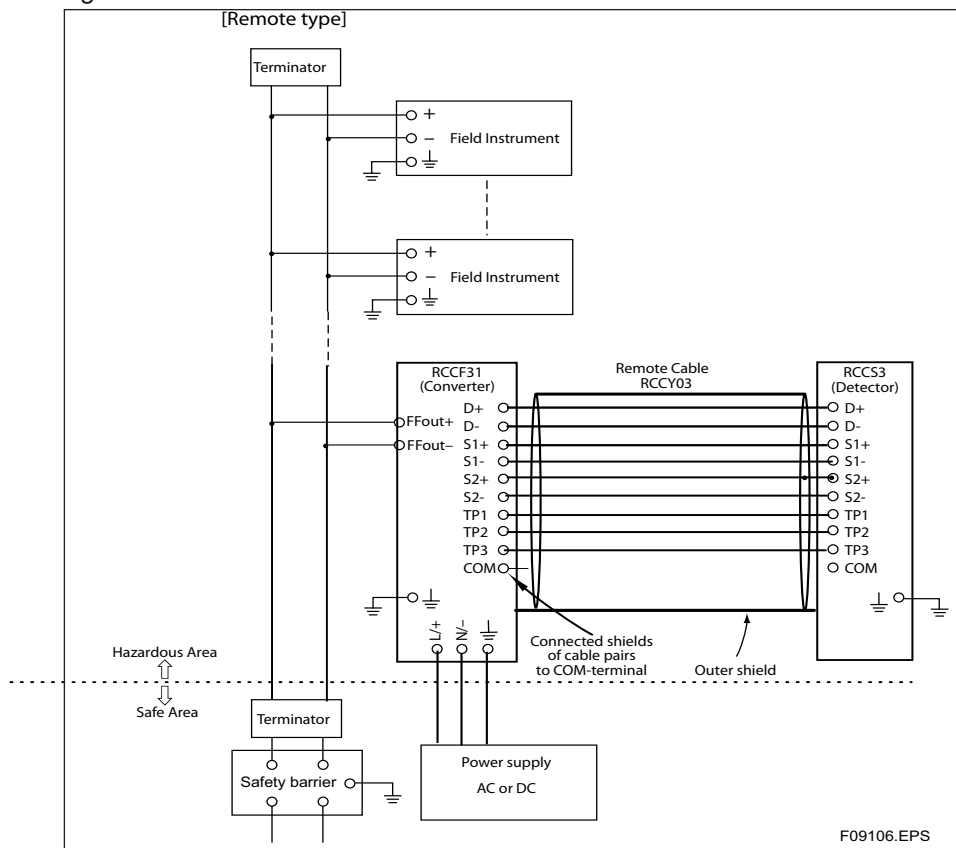 [Remote type]
Terminator
+
– Field Instrument
+
– Field Instrument
RCCF31
(Converter)
Remote Cable
RCCY03
RCCS3
(Detector)
FFout+
FFout–
D+
D-
S1+
S1-
S2+
S2-
TP1
TP2
TP3
COM
D+
D-
S1+
S1-
S2+
S2-
TP1
TP2
TP3
COM
L/+
N/-
Connected shields
of cable pairs
to COM-terminal
Outer shield
Hazardous Area
Safe Area
Terminator
Safety barrier
Power supply
AC or DC
F09106.EPS